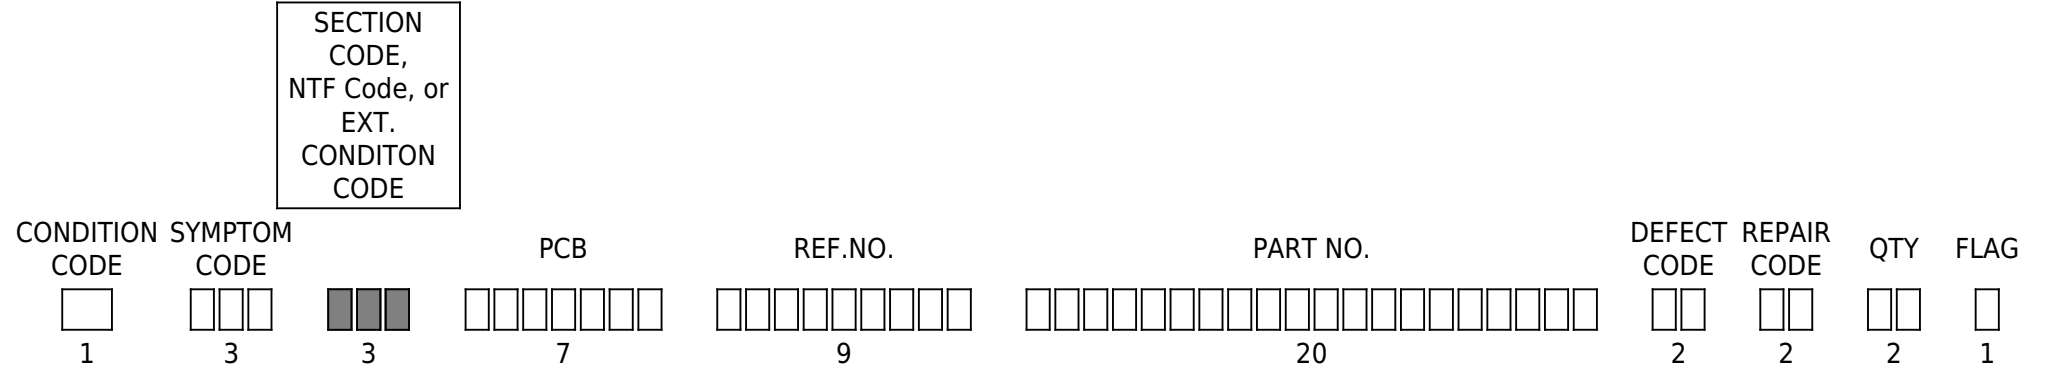 SECTION
CODE,
NTF Code, or
EXT.
CONDITON
CODE
CONDITION SYMPTOM DEFECT REPAIR
CODE CODE PCB REF.NO. PART NO. CODE CODE QTY FLAG
1 3 3 7 9 20 2 2 2 1